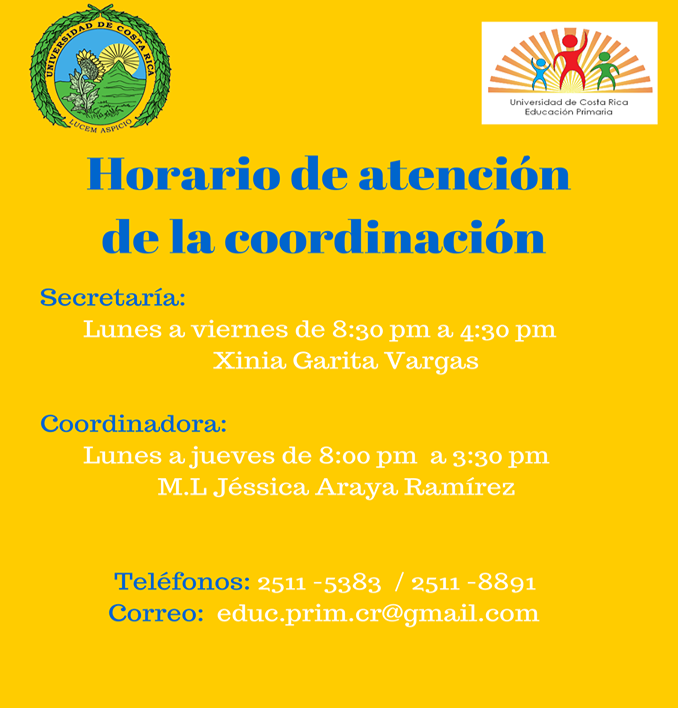 UNIVERSIDAD DE COSTA RICA
LUCEM ASPICIO
Universidad de Costa Rica
Educación Primaria
Horario de atención
de la coordinación
Secretaría:
Lunes a viernes de 8:30 pm a 4:30 pm
Xinia Garita Vargas
Coordinadora:
Lunes a jueves de 8:00 pm a 3:30 pm
M.L Jéssica Araya Ramírez
Teléfonos: 2511 -5383 / 2511 -8891
Correo: educ.prim.cr@gmail.com